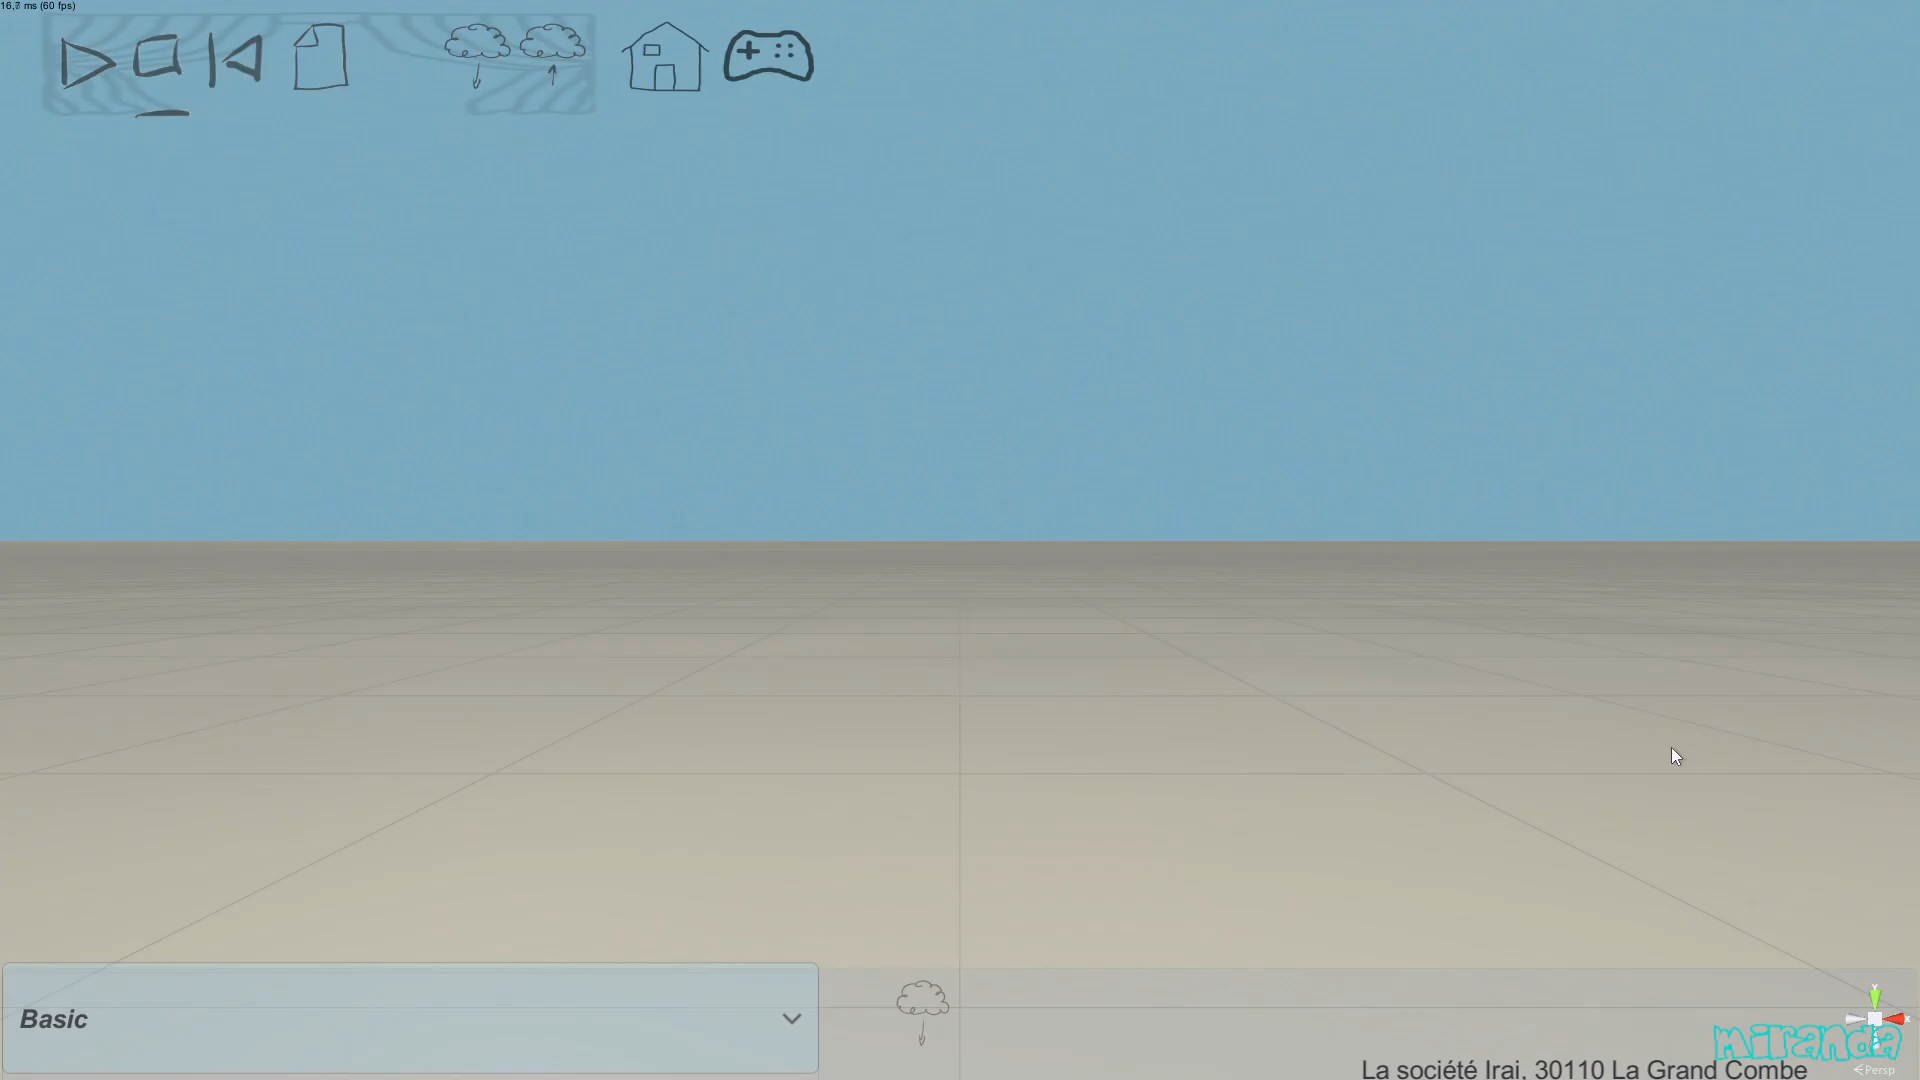 16,7 ms (60 fps)
Basic
miranda
y
x
La société Irai, 30110 La Grand Combe
<Persp